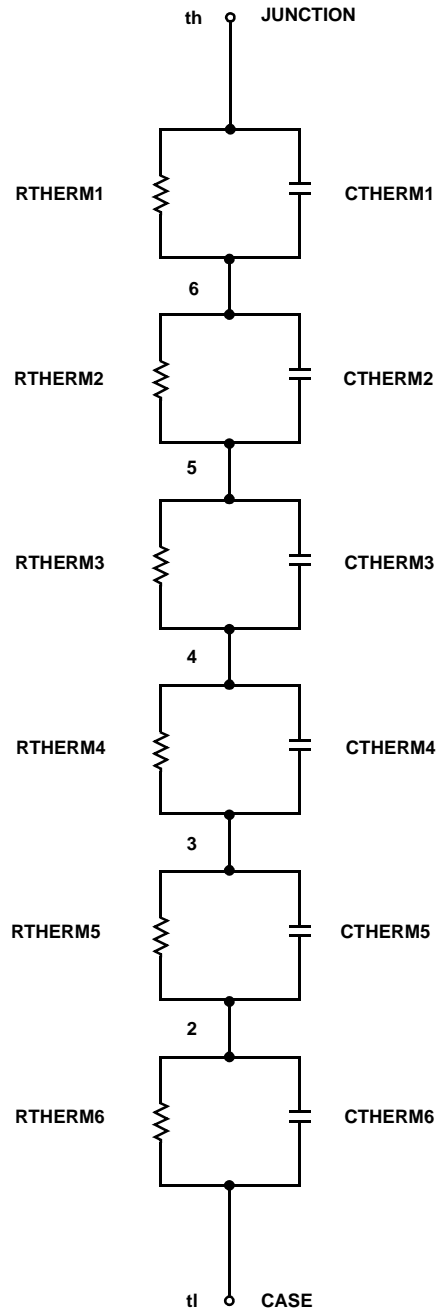 th JUNCTION
RTHERM1 CTHERM1
6
RTHERM2 CTHERM2
5
RTHERM3 CTHERM3
4
RTHERM4 CTHERM4
3
RTHERM5 CTHERM5
2
RTHERM6 CTHERM6
tl CASE